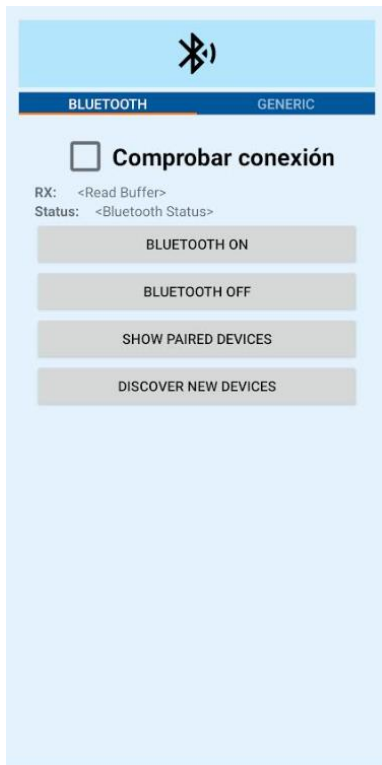 BLUETOOTH GENERIC
Comprobar conexión
RX: <Read Buffer>
Status: <Bluetooth Status>
BLUETOOTH ON
BLUETOOTH OFF
SHOW PAIRED DEVICES
DISCOVER NEW DEVICES